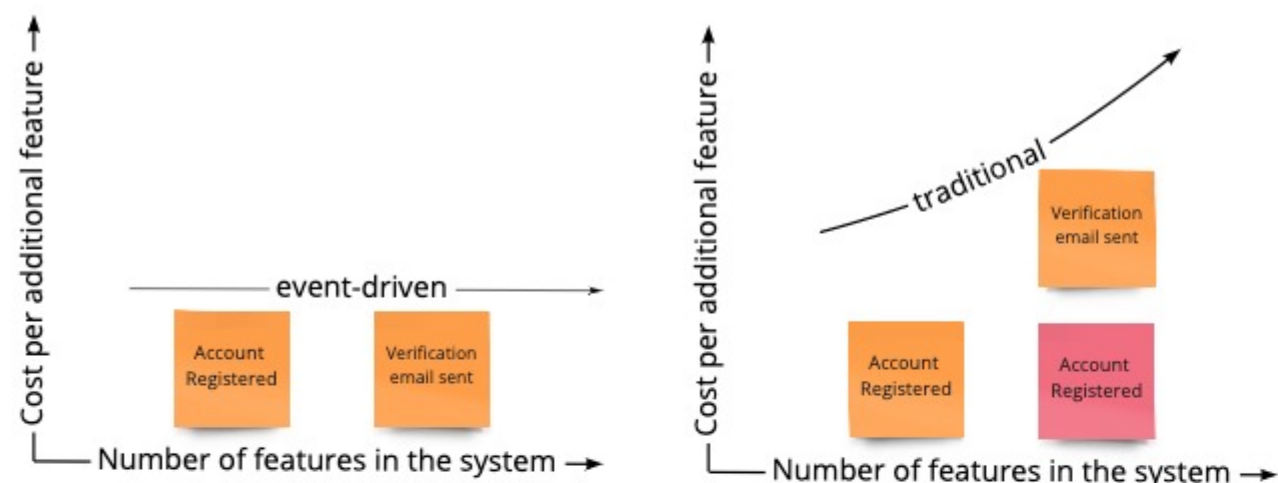 Cost per additional feature
event-driven
Account
Registered
Verification
email sent
Number of features in the system
Cost per additional feature
traditional
Verification
email sent
Account
Registered
Account
Registered
Number of features in the system